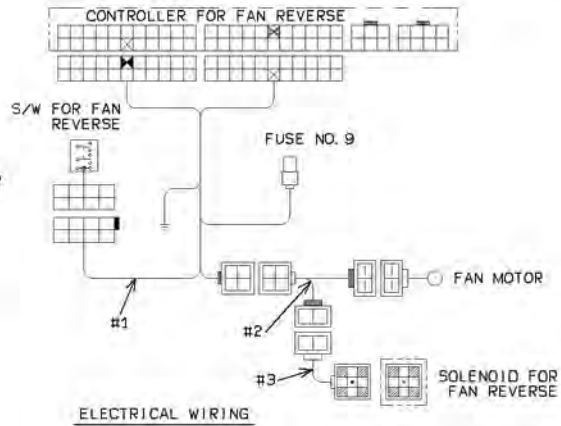 CONTROLLER FOR FAN REVERSE
S/W FOR FAN
REVERSE
FUSE NO. 9
#1
#2
FAN MOTOR
#3
SOLENOID FOR
FAN REVERSE
ELECTRICAL WIRING